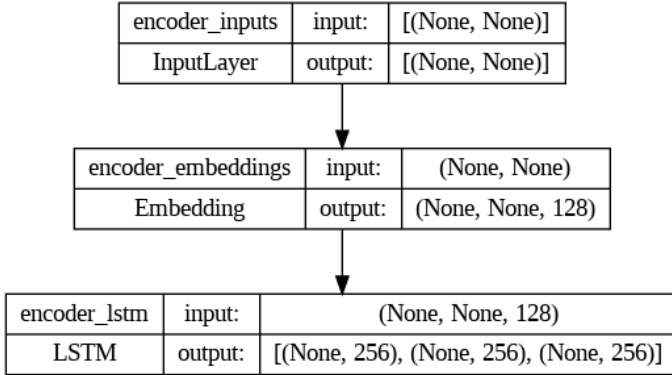 encoder_inputs input: [(None, None)]
InputLayer output: [(None, None)]
encoder_embeddings input: (None, None)
Embedding output: (None, None, 128)
encoder_lstm input: (None, None, 128)
LSTM output: [(None, 256), (None, 256), (None, 256)]